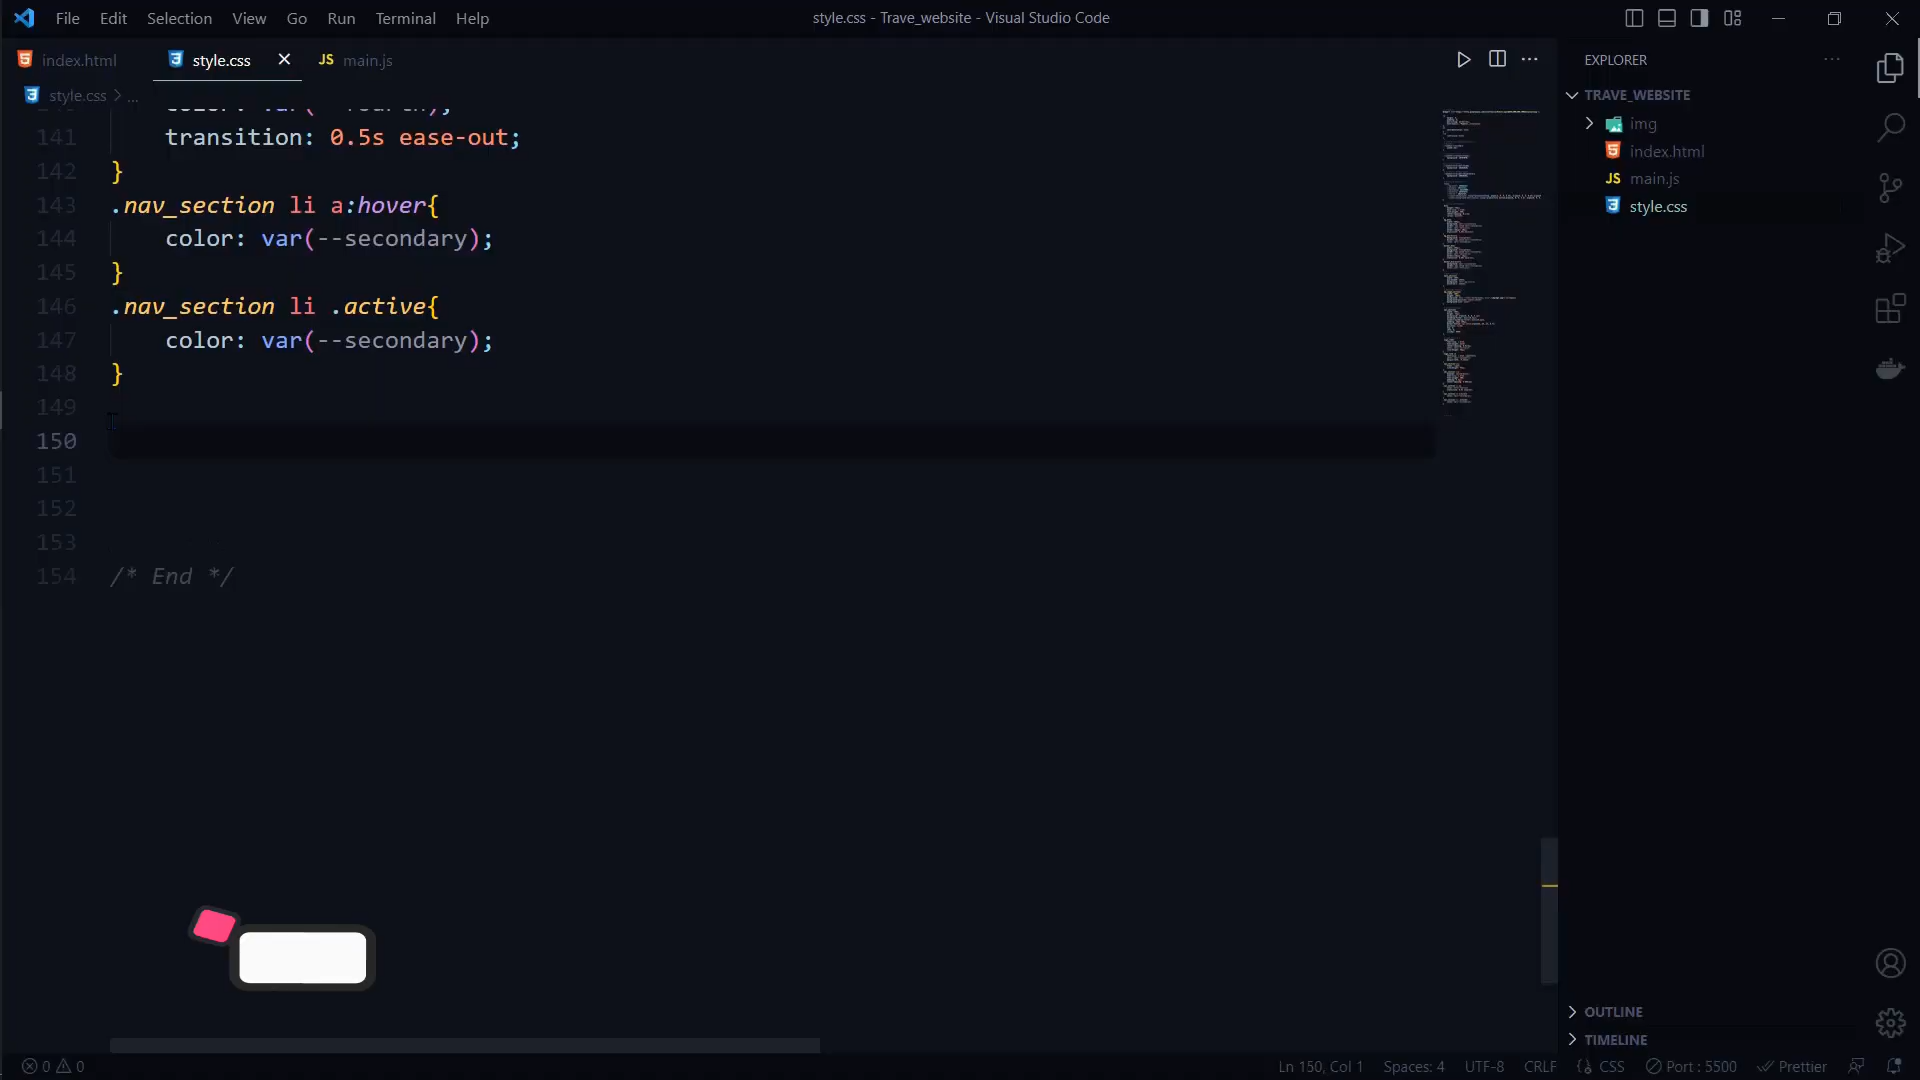 File Edit Selection View Go Run Terminal Help
style.css - Trave_website - Visual Studio Code
index.html
style.css
JS main.js
style.css > ...
141 transition: 0.5s ease-out;
142 }
143 .nav_section li a:hover{
144 color: var(--secondary);
145 }
146 .nav_section li .active{
147 color: var(--secondary);
148 }
149
150
151
152
153
154 /* End */
EXPLORER
TRAVE_WEBSITE
img
index.html
JS main.js
style.css
OUTLINE
TIMELINE
0 0
Ln 150, Col 1 Spaces: 4 UTF-8 CRLF CSS Port : 5500 Prettier